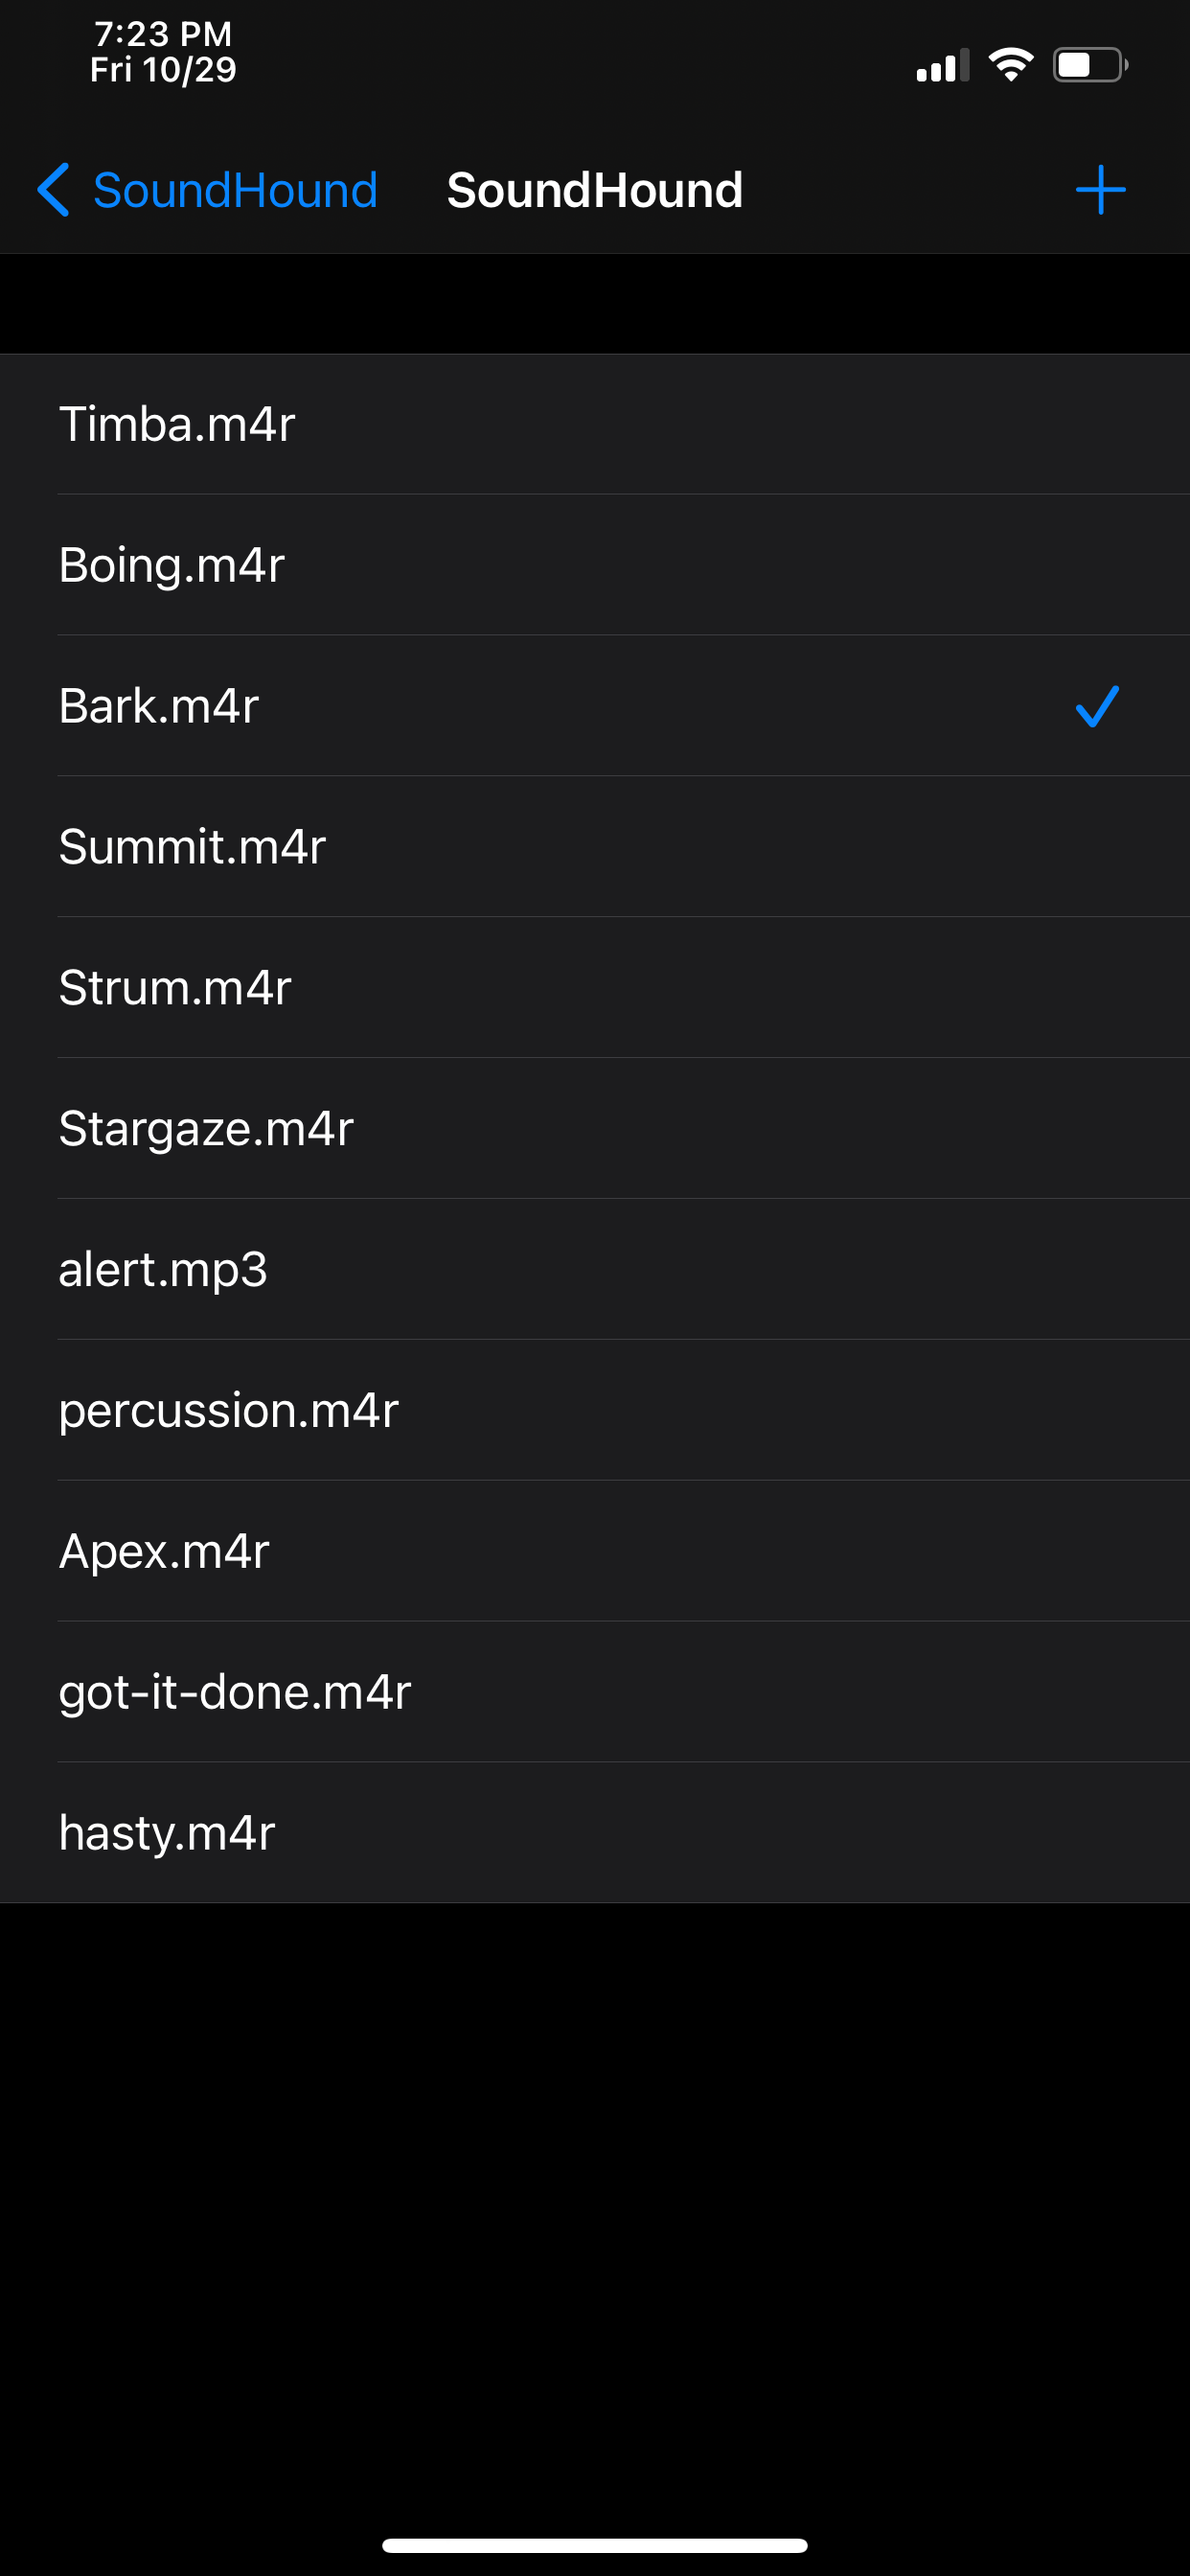 7:23 PM
Fri 10/29
SoundHound SoundHound
Timba.m4r
Boing.m4r
Bark.m4r
Summit.m4r
Strum.m4r
Stargaze.m4r
alert.mp3
percussion.m4r
Apex.m4r
got-it-done.m4r
hasty.m4r